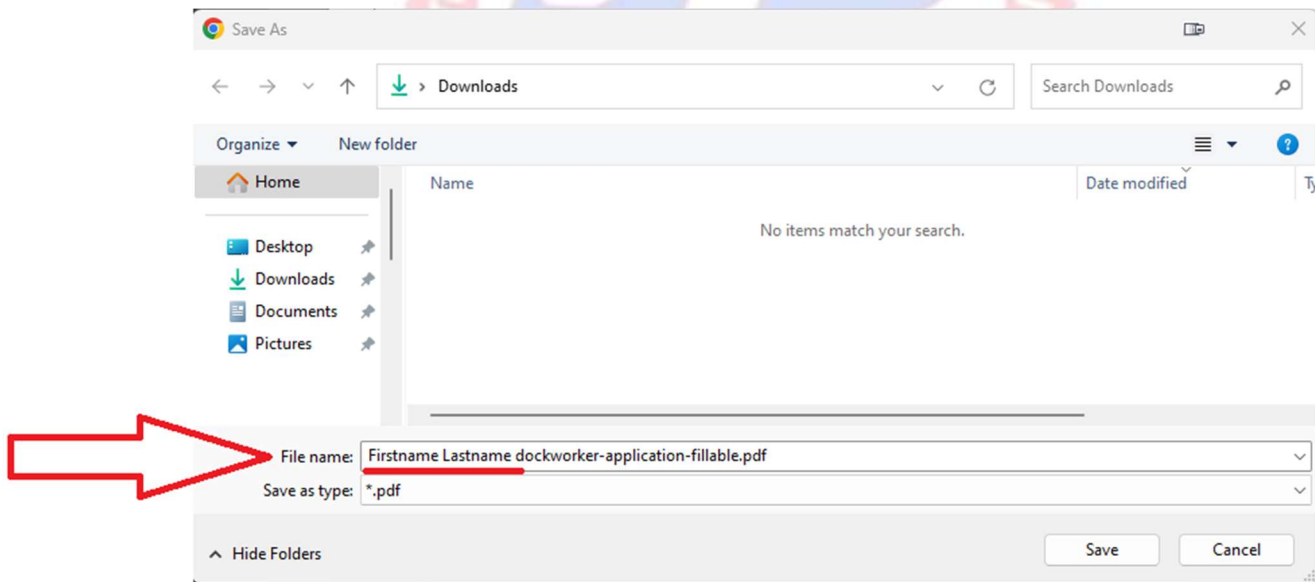 Save As
Downloads
Search Downloads
Organize New folder
Home
Name Date modified
No items match your search.
Desktop
Downloads
Documents
Pictures
File name: Firstname Lastname dockworker-application-fillable.pdf
Save as type: *.pdf
Hide Folders Save Cancel